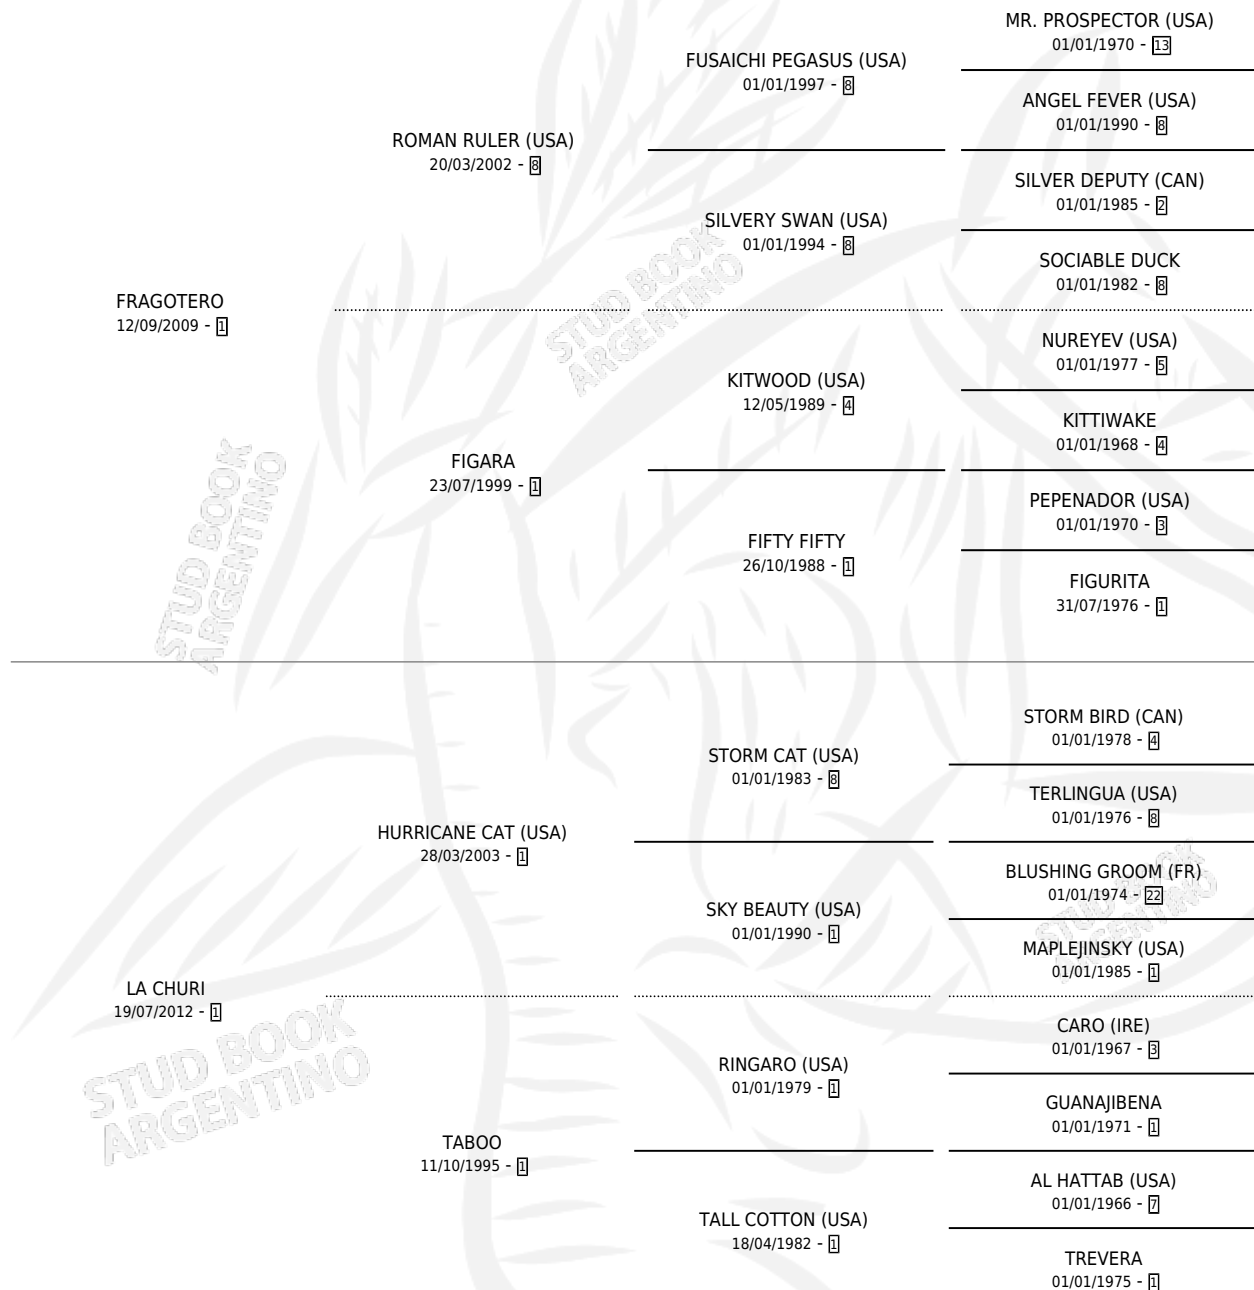 MR. PROSPECTOR (USA)
01/01/1970 - 13
FUSAICHI PEGASUS (USA)
01/01/1997 - 8
ANGEL FEVER (USA)
01/01/1990 - 8
ROMAN RULER (USA)
20/03/2002 - 8
SILVER DEPUTY (CAN)
01/01/1985 - 2
SILVERY SWAN (USA)
01/01/1994 - 8
SOCIABLE DUCK
01/01/1982 - 8
FRAGOTERO
12/09/2009 - 1
NUREYEV (USA)
01/01/1977 - 5
KITWOOD (USA)
12/05/1989 - 4
KITTIWAKE
01/01/1968 - 4
FIGARA
23/07/1999 - 1
PEPENADOR (USA)
01/01/1970 - 3
FIFTY FIFTY
26/10/1988 - 1
FIGURITA
31/07/1976 - 1
STORM BIRD (CAN)
01/01/1978 - 4
STORM CAT (USA)
01/01/1983 - 8
TERLINGUA (USA)
01/01/1976 - 8
HURRICANE CAT (USA)
28/03/2003 - 1
BLUSHING GROOM (FR)
01/01/1974 - 22
SKY BEAUTY (USA)
01/01/1990 - 1
MAPLEJINSKY (USA)
01/01/1985 - 1
LA CHURI
19/07/2012 - 1
CARO (IRE)
01/01/1967 - 3
RINGARO (USA)
01/01/1979 - 1
GUANAJIBENA
01/01/1971 - 1
TABOO
11/10/1995 - 1
AL HATTAB (USA)
01/01/1966 - 7
TALL COTTON (USA)
18/04/1982 - 1
TREVERA
01/01/1975 - 1
STUD BOOK
ARGENTINO
STUD BOOK
ARGENTINO
STUD BOOK
ARGENTINO
STUD BOOK
ARGENTINO